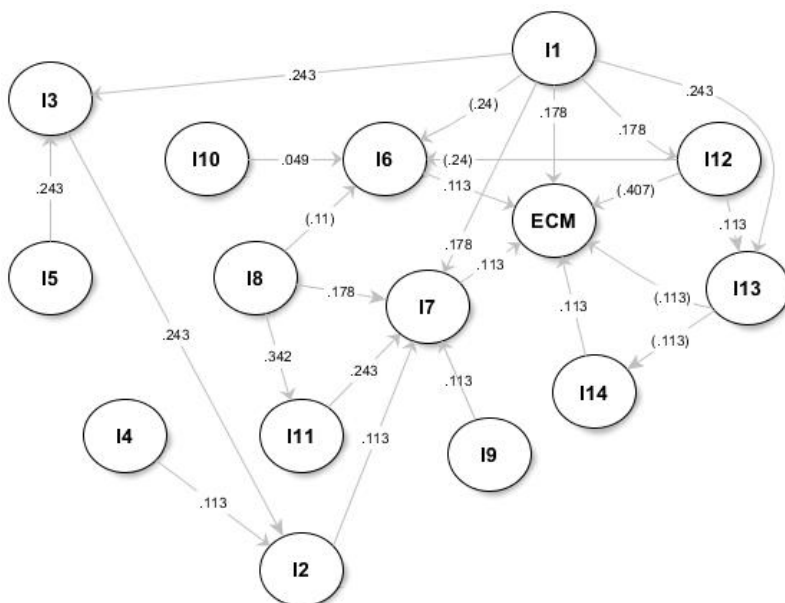 I1
.243
I3
(.24)
.178
.178
.243
I10
.049
I6
(.24)
I12
.113
(.407)
.243
(.11)
ECM
.113
.178
I5
I8
.178
.113
I7
(.113)
I13
.113
.243
.342
(.113)
.243
.113
I14
I4
I11
.113
I9
.113
I2